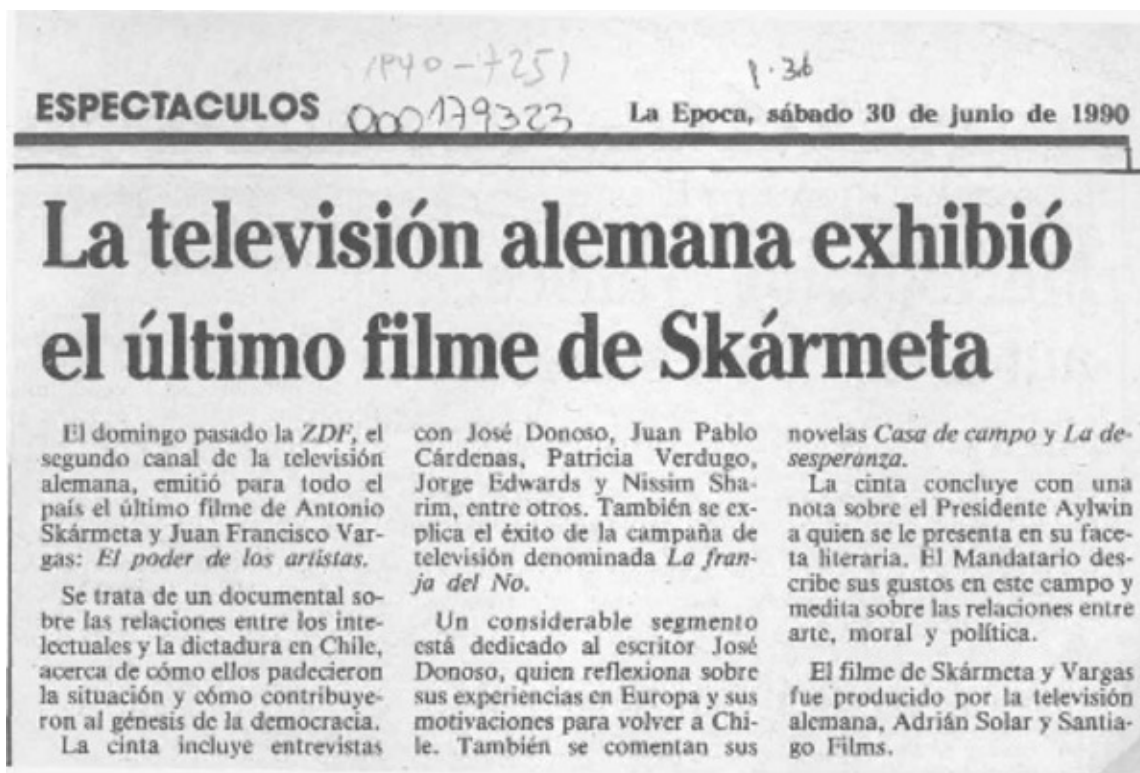 1990-7251
1.36
ESPECTACULOS
000179323
La Epoca, sábado 30 de junio de 1990
La televisión alemana exhibió
el último filme de Skármeta
El domingo pasado la ZDF, el
segundo canal de la televisión
alemana, emitió para todo el
país el último filme de Antonio
Skármeta y Juan Francisco Var-
gas: El poder de los artistas.
Se trata de un documental so-
bre las relaciones entre los inte-
lectuales y la dictadura en Chile,
acerca de cómo ellos padecieron
la situación y cómo contribuye-
ron al génesis de la democracia.
La cinta incluye entrevistas
con José Donoso, Juan Pablo
Cárdenas, Patricia Verdugo,
Jorge Edwards y Nissim Sha-
rim, entre otros. También se ex-
plica el éxito de la campaña de
televisión denominada La fran-
ja del No.
Un considerable segmento
está dedicado al escritor José
Donoso, quien reflexiona sobre
sus experiencias en Europa y sus
motivaciones para volver a Chi-
le. También se comentan sus
novelas Casa de campo y La de-
sesperanza.
La cinta concluye con una
nota sobre el Presidente Aylwin
a quien se le presenta en su face-
ta literaria. El Mandatario des-
cribe sus gustos en este campo y
medita sobre las relaciones entre
arte, moral y política.
El filme de Skármeta y Vargas
fue producido por la televisión
alemana, Adrián Solar y Santia-
go Films.